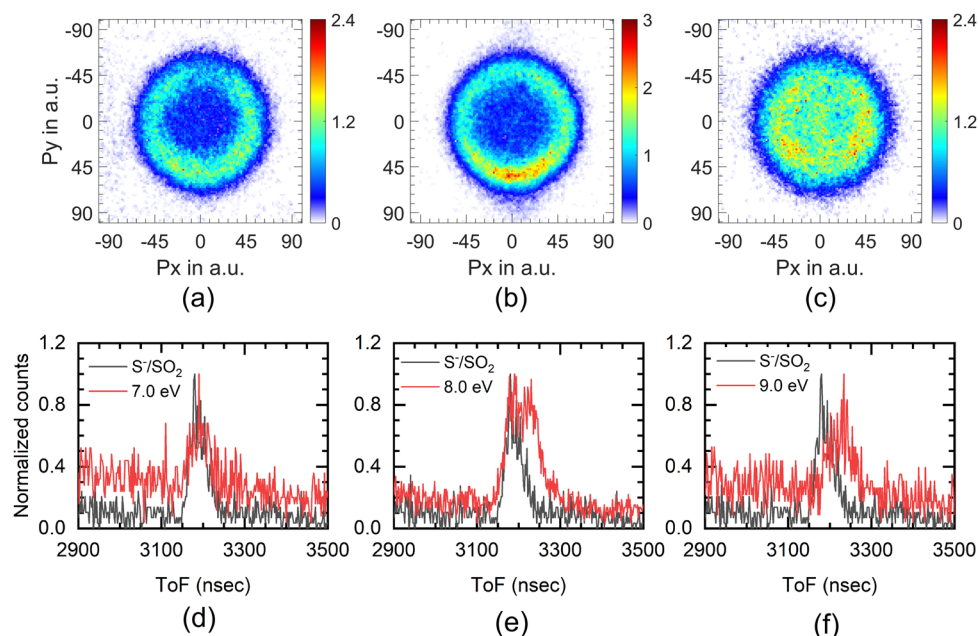 -90
-45
0
45
90
-90 -45 0 45 90
Py in a.u.
Px in a.u.
2.4
1.2
0
(a)
-90
-45
0
45
90
-90 -45 0 45 90
Px in a.u.
3
2
1
0
(b)
-90
-45
0
45
90
-90 -45 0 45 90
Px in a.u.
2.4
1.2
0
(c)
1.2
0.8
0.4
0.0
Normalized counts
S⁻/SO₂
7.0 eV
2900 3100 3300 3500
ToF (nsec)
(d)
1.2
0.8
0.4
0.0
S⁻/SO₂
8.0 eV
2900 3100 3300 3500
ToF (nsec)
(e)
1.2
0.8
0.4
0.0
S⁻/SO₂
9.0 eV
2900 3100 3300 3500
ToF (nsec)
(f)